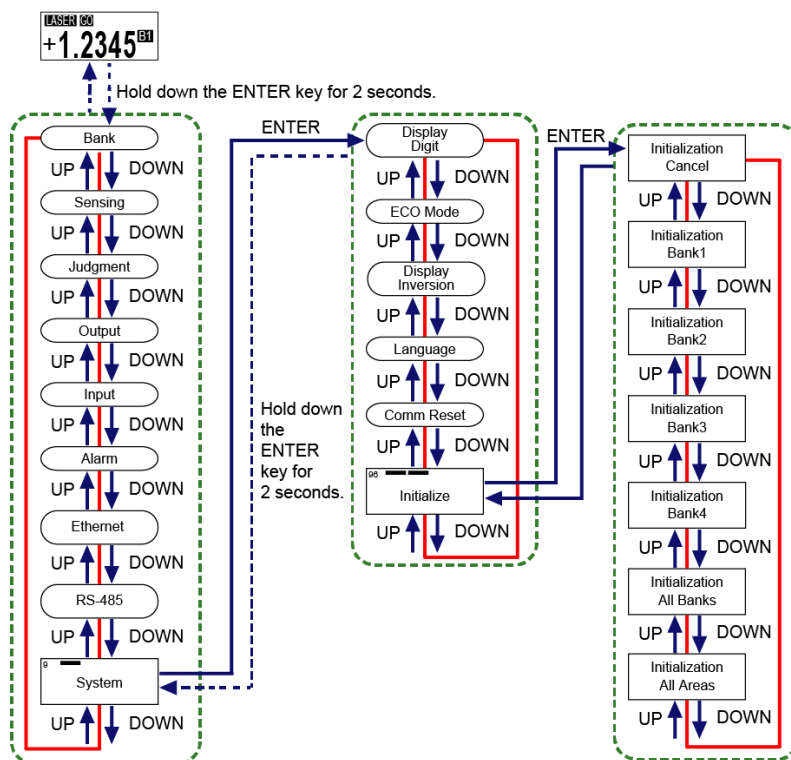 LASER GO
+1.2345 B1
Hold down the ENTER key for 2 seconds.
Bank
UP DOWN
Sensing
UP DOWN
Judgment
UP DOWN
Output
UP DOWN
Input
UP DOWN
Alarm
UP DOWN
Ethernet
UP DOWN
RS-485
UP DOWN
9
System
UP DOWN
ENTER
Hold down
the
ENTER
key for
2 seconds.
Display
Digit
UP DOWN
ECO Mode
UP DOWN
Display
Inversion
UP DOWN
Language
UP DOWN
Comm Reset
UP DOWN
96
Initialize
UP DOWN
ENTER
Initialization
Cancel
UP DOWN
Initialization
Bank1
UP DOWN
Initialization
Bank2
UP DOWN
Initialization
Bank3
UP DOWN
Initialization
Bank4
UP DOWN
Initialization
All Banks
UP DOWN
Initialization
All Areas
UP DOWN